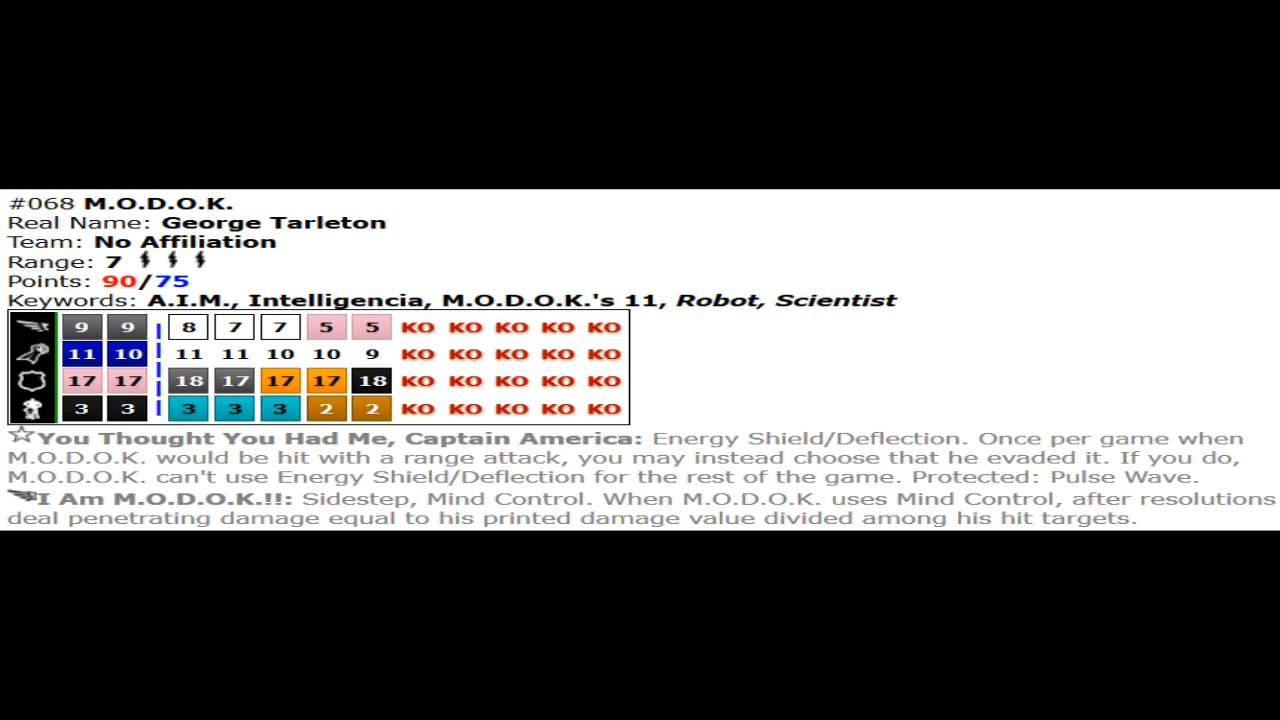 #068 M.O.D.O.K.
Real Name: George Tarleton
Team: No Affiliation
Range: 7
Points: 90/75
Keywords: A.I.M., Intelligencia, M.O.D.O.K.'s 11, Robot, Scientist
9 9 8 7 7 5 5 KO KO KO KO KO
11 10 11 11 10 10 9 KO KO KO KO KO
17 17 18 17 17 17 18 KO KO KO KO KO
3 3 3 3 3 2 2 KO KO KO KO KO
You Thought You Had Me, Captain America: Energy Shield/Deflection. Once per game when
M.O.D.O.K. would be hit with a range attack, you may instead choose that he evaded it. If you do,
M.O.D.O.K. can't use Energy Shield/Deflection for the rest of the game. Protected: Pulse Wave.
I Am M.O.D.O.K.!!: Sidestep, Mind Control. When M.O.D.O.K. uses Mind Control, after resolutions
deal penetrating damage equal to his printed damage value divided among his hit targets.